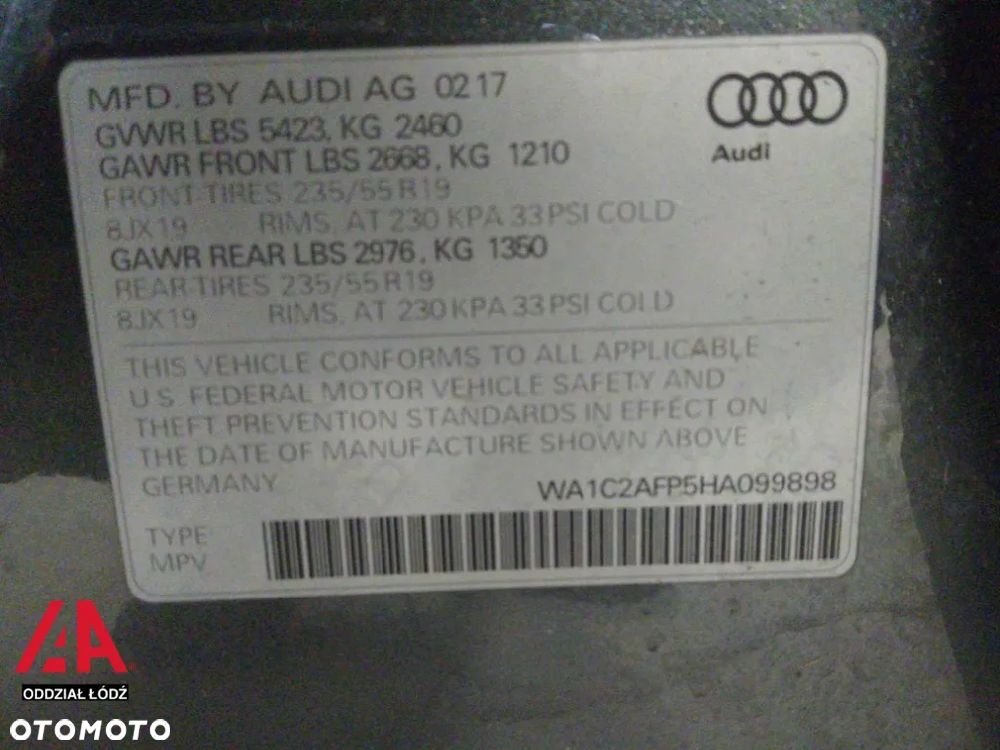 MFD. BY AUDI AG 0217
GVWR LBS 5423, KG 2460
GAWR FRONT LBS 2668, KG 1210
FRONT-TIRES 235/55 R19
8JX19 RIMS, AT 230 KPA 33 PSI COLD
GAWR REAR LBS 2976, KG 1350
REAR-TIRES 235/55 R19
8JX19 RIMS, AT 230 KPA 33 PSI COLD
Audi
THIS VEHICLE CONFORMS TO ALL APPLICABLE
U.S. FEDERAL MOTOR VEHICLE SAFETY AND
THEFT PREVENTION STANDARDS IN EFFECT ON
THE DATE OF MANUFACTURE SHOWN ABOVE
GERMANY WA1C2AFP5HA099898
TYPE
MPV
AA
ODDZIAŁ ŁÓDŹ
OTOMOTO